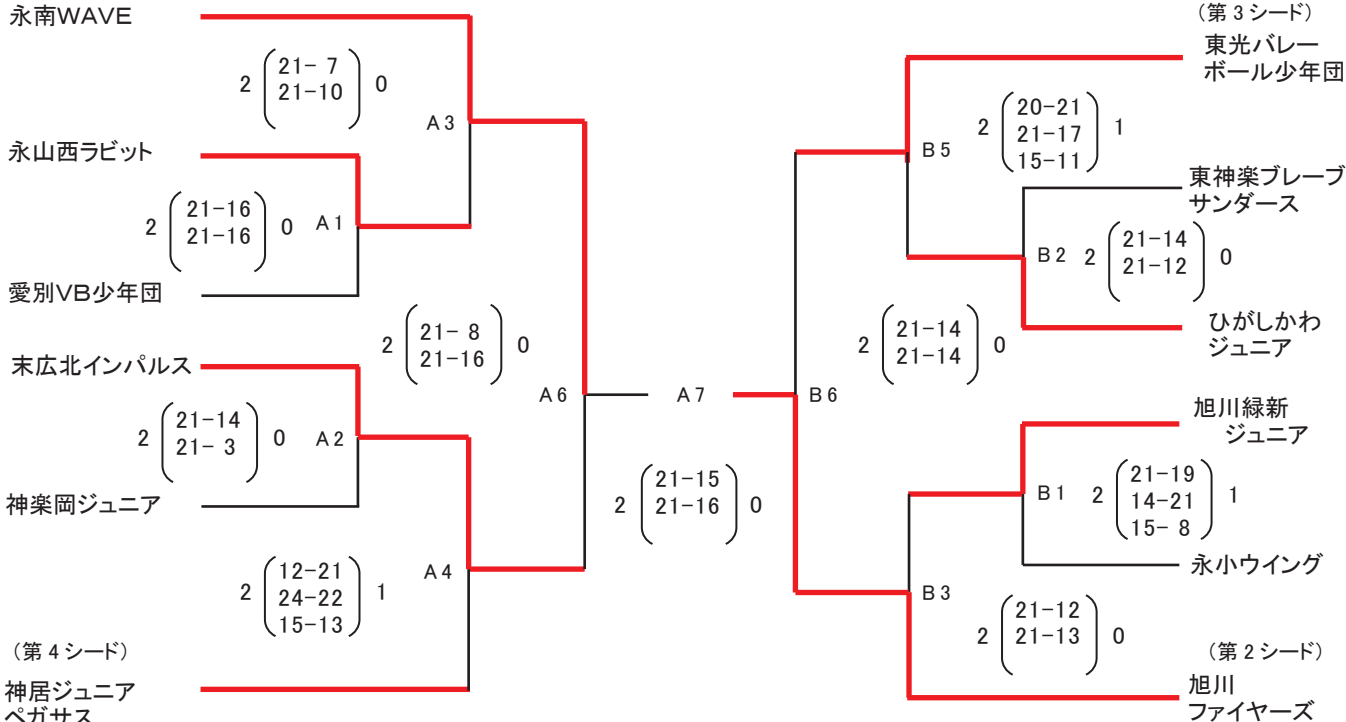 永南WAVE
2 21- 7 0
21-10
A3
永山西ラビット
2 21-16 0
21-16
A1
愛別VB少年団
2 21- 8 0
21-16
末広北インパルス
A6
2 21-14 0
21- 3
A2
神楽岡ジュニア
2 12-21 1
24-22
15-13
A4
(第4シード)
神居ジュニア
ペガサス
A7
2 21-15 0
21-16
(第3シード)
東光バレー
ボール少年団
2 20-21 1
21-17
15-11
B5
東神楽ブレーブ
サンダース
B2 2 21-14 0
21-12
ひがしかわ
ジュニア
2 21-14 0
21-14
B6
旭川緑新
ジュニア
B1 2 21-19 1
14-21
15- 8
永小ウイング
B3
2 21-12 0
21-13
(第2シード)
旭川
ファイヤーズ